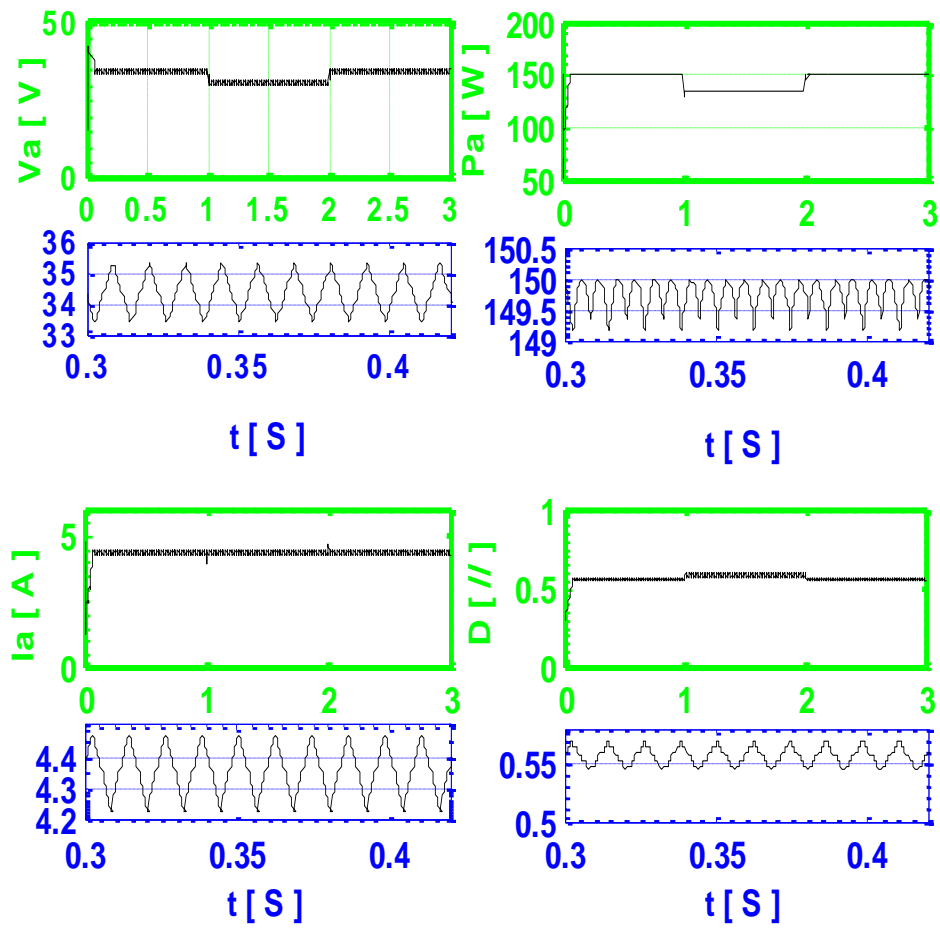 Va [ V ]
50
0
0 0.5 1 1.5 2 2.5 3
36
35
34
33
0.3 0.35 0.4
t [ S ]
Pa [ W ]
200
150
100
50
0 1 2 3
150.5
150
149.5
149
0.3 0.35 0.4
t [ S ]
Ia [ A ]
5
0
0 1 2 3
4.4
4.3
4.2
0.3 0.35 0.4
t [ S ]
D [ // ]
1
0.5
0
0 1 2 3
0.55
0.5
0.3 0.35 0.4
t [ S ]